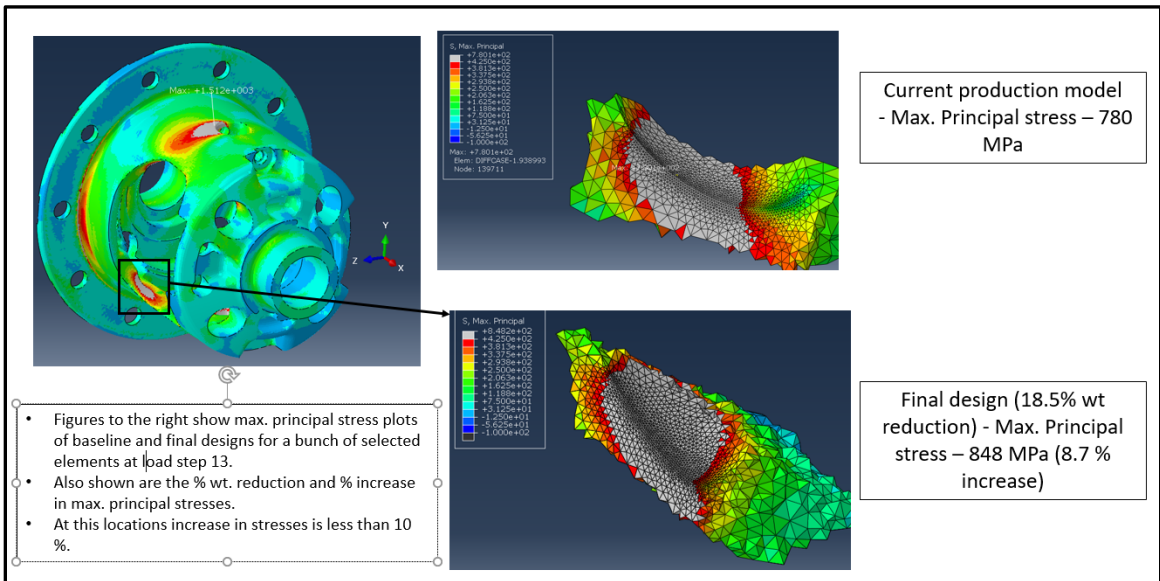 Max: +1.512e+003
Y
Z
X
S, Max. Principal
+7.801e+02
+4.250e+02
+3.813e+02
+3.375e+02
+2.938e+02
+2.500e+02
+2.063e+02
+1.625e+02
+1.188e+02
+7.500e+01
+3.125e+01
-1.250e+01
-5.625e+01
-1.000e+02
Max: +7.801e+02
Elem: DIFFCASE-1.938993
Node: 139711
Current production model
- Max. Principal stress – 780
MPa
S, Max. Principal
+8.482e+02
+4.250e+02
+3.813e+02
+3.375e+02
+2.938e+02
+2.500e+02
+2.063e+02
+1.625e+02
+1.188e+02
+7.500e+01
+3.125e+01
-1.250e+01
-5.625e+01
-1.000e+02
Final design (18.5% wt
reduction) - Max. Principal
stress – 848 MPa (8.7 %
increase)
• Figures to the right show max. principal stress plots
of baseline and final designs for a bunch of selected
elements at load step 13.
• Also shown are the % wt. reduction and % increase
in max. principal stresses.
• At this locations increase in stresses is less than 10
%.